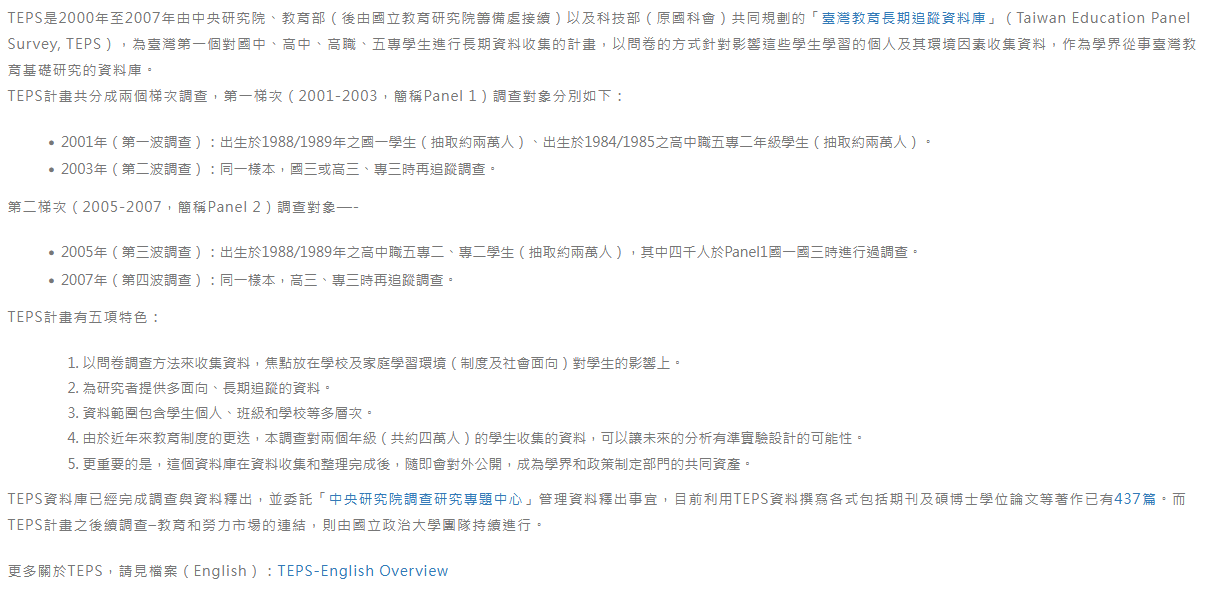 TEPS是2000年至2007年由中央研究院、教育部（後由國立教育研究院籌備處接續）以及科技部（原國科會）共同規劃的「臺灣教育長期追蹤資料庫」（Taiwan Education Panel
Survey, TEPS），為臺灣第一個對國中、高中、高職、五專學生進行長期資料收集的計畫，以問卷的方式針對影響這些學生學習的個人及其環境因素收集資料，作為學界從事臺灣教
育基礎研究的資料庫。
TEPS計畫共分成兩個梯次調查，第一梯次（2001-2003，簡稱Panel 1）調查對象分別如下：
• 2001年（第一波調查）：出生於1988/1989年之國一學生（抽取約兩萬人）、出生於1984/1985之高中職五專二年級學生（抽取約兩萬人）。
• 2003年（第二波調查）：同一樣本，國三或高三、專三時再追蹤調查。
第二梯次（2005-2007，簡稱Panel 2）調查對象—-
• 2005年（第三波調查）：出生於1988/1989年之高中職五專二、專二學生（抽取約兩萬人），其中四千人於Panel1國一國三時進行過調查。
• 2007年（第四波調查）：同一樣本，高三、專三時再追蹤調查。
TEPS計畫有五項特色：
1. 以問卷調查方法來收集資料，焦點放在學校及家庭學習環境（制度及社會面向）對學生的影響上。
2. 為研究者提供多面向、長期追蹤的資料。
3. 資料範圍包含學生個人、班級和學校等多層次。
4. 由於近年來教育制度的更迭，本調查對兩個年級（共約四萬人）的學生收集的資料，可以讓未來的分析有準實驗設計的可能性。
5. 更重要的是，這個資料庫在資料收集和整理完成後，隨即會對外公開，成為學界和政策制定部門的共同資產。
TEPS資料庫已經完成調查與資料釋出，並委託「中央研究院調查研究專題中心」管理資料釋出事宜，目前利用TEPS資料撰寫各式包括期刊及碩博士學位論文等著作已有437篇。而
TEPS計畫之後續調查–教育和勞力市場的連結，則由國立政治大學團隊持續進行。
更多關於TEPS，請見檔案（English）：TEPS-English Overview